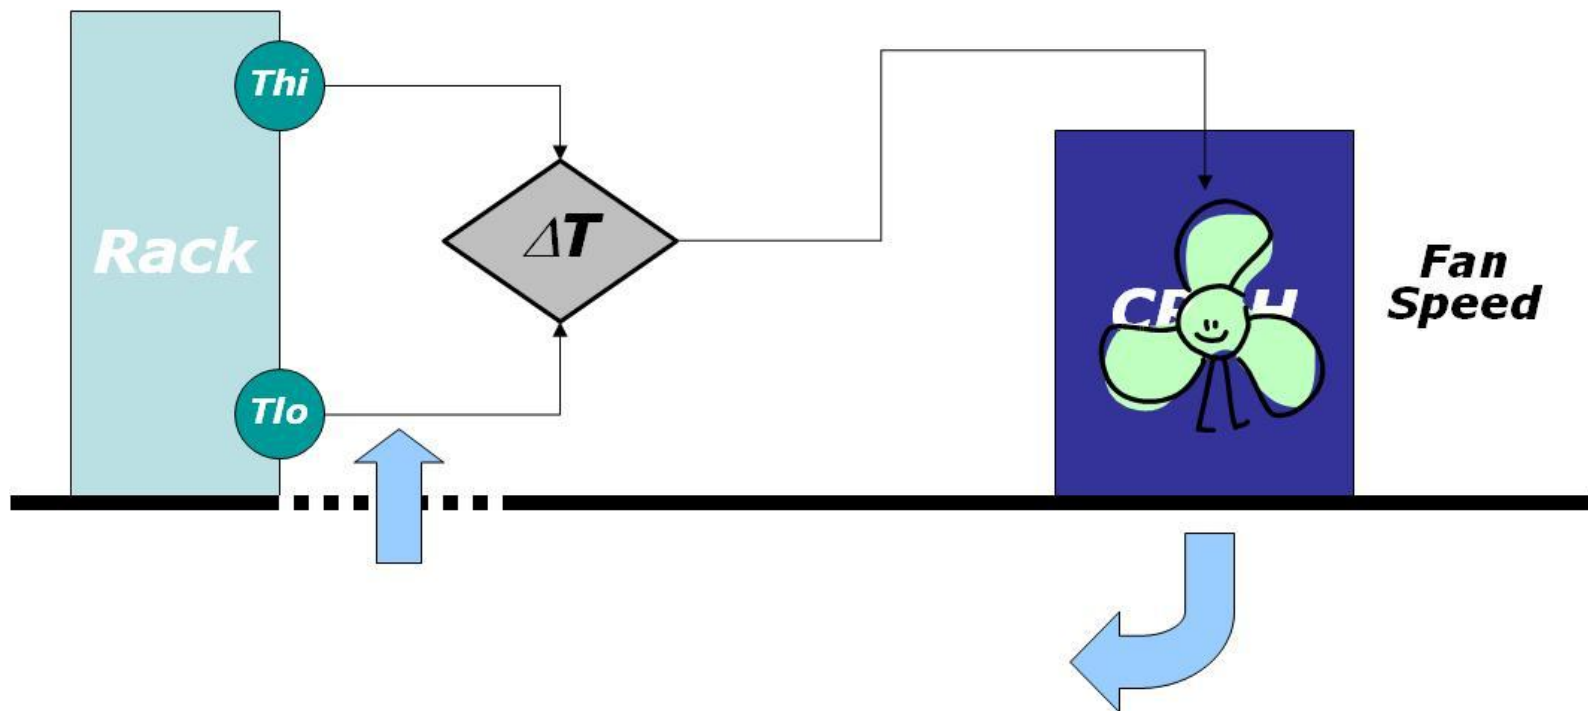 Thi
Rack
ΔT
Fan
Speed
Tlo